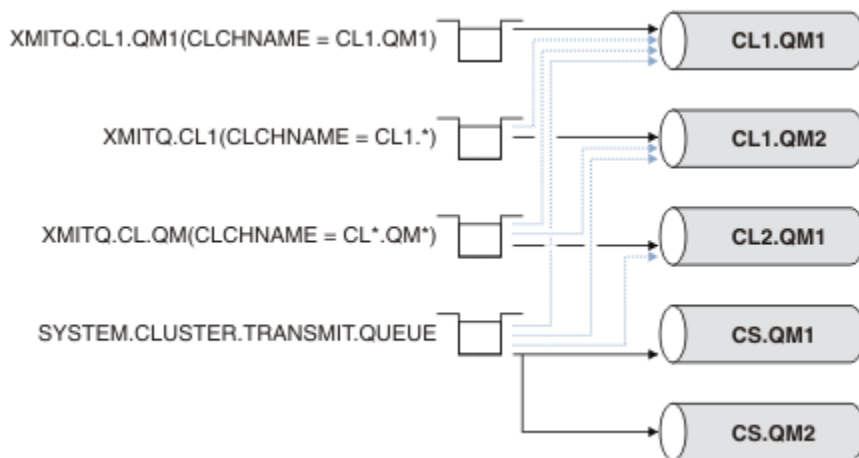 XMITQ.CL1.QM1(CLCHNAME = CL1.QM1)
CL1.QM1
XMITQ.CL1(CLCHNAME = CL1.*)
CL1.QM2
XMITQ.CL.QM(CLCHNAME = CL*.QM*)
CL2.QM1
SYSTEM.CLUSTER.TRANSMIT.QUEUE
CS.QM1
CS.QM2